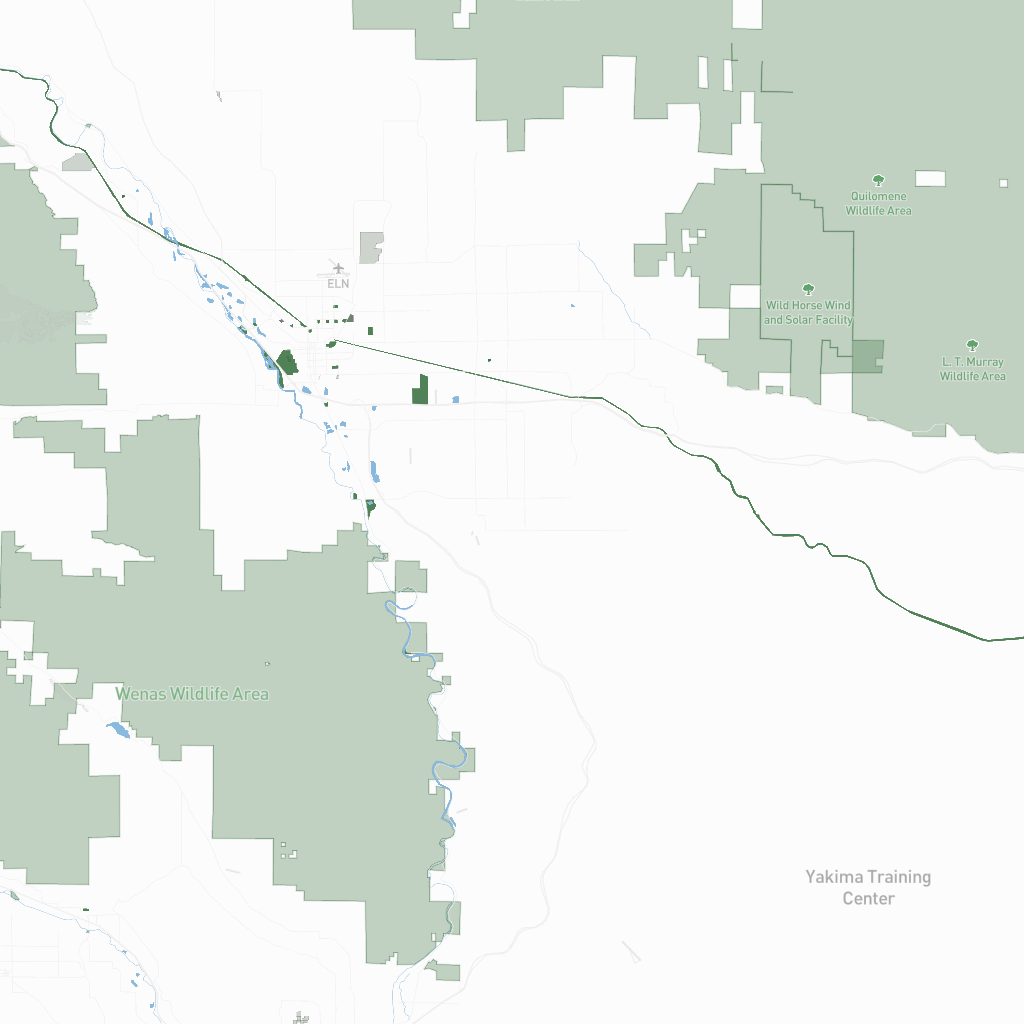 Quilomene
Wildlife Area
ELN
Wild Horse Wind
and Solar Facility
L. T. Murray
Wildlife Area
Wenas Wildlife Area
Yakima Training
Center